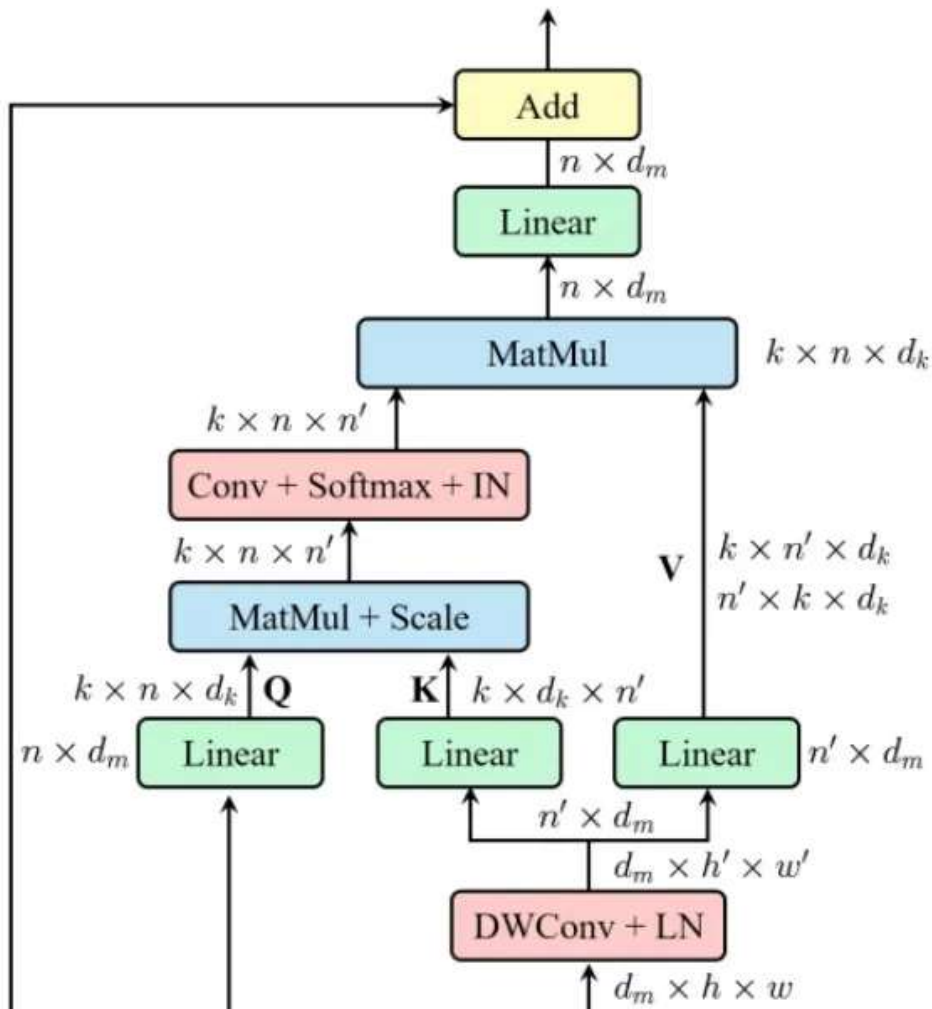 Add
n × d_m
Linear
n × d_m
MatMul k × n × d_k
k × n × n′
Conv + Softmax + IN
k × n × n′
V k × n′ × d_k
n′ × k × d_k
MatMul + Scale
k × n × d_k Q K k × d_k × n′
n × d_m Linear Linear Linear n′ × d_m
n′ × d_m
d_m × h′ × w′
DWConv + LN
d_m × h × w